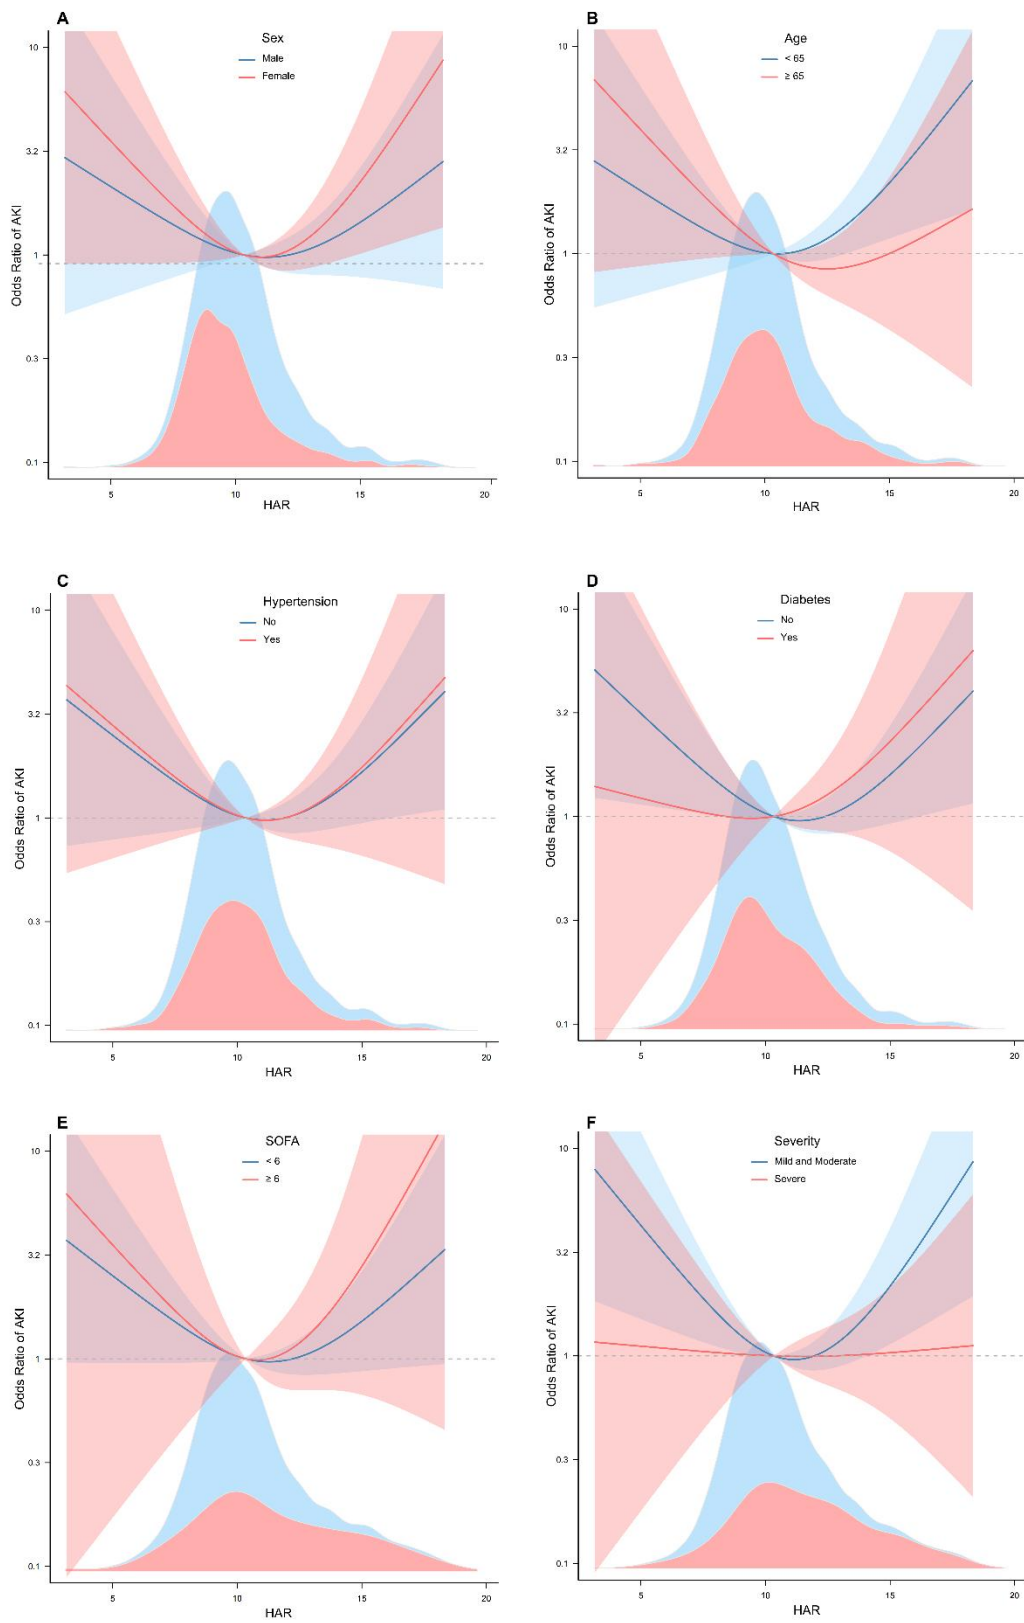 A
Sex
Male
Female
10
3.2
1
0.3
0.1
Odds Ratio of AKI
5 10 15 20
HAR
B
Age
< 65
≥ 65
10
3.2
1
0.3
0.1
Odds Ratio of AKI
5 10 15 20
HAR
C
Hypertension
No
Yes
10
3.2
1
0.3
0.1
Odds Ratio of AKI
5 10 15 20
HAR
D
Diabetes
No
Yes
10
3.2
1
0.3
0.1
Odds Ratio of AKI
5 10 15 20
HAR
E
SOFA
< 6
≥ 6
10
3.2
1
0.3
0.1
Odds Ratio of AKI
5 10 15 20
HAR
F
Severity
Mild and Moderate
Severe
10
3.2
1
0.3
0.1
Odds Ratio of AKI
5 10 15 20
HAR